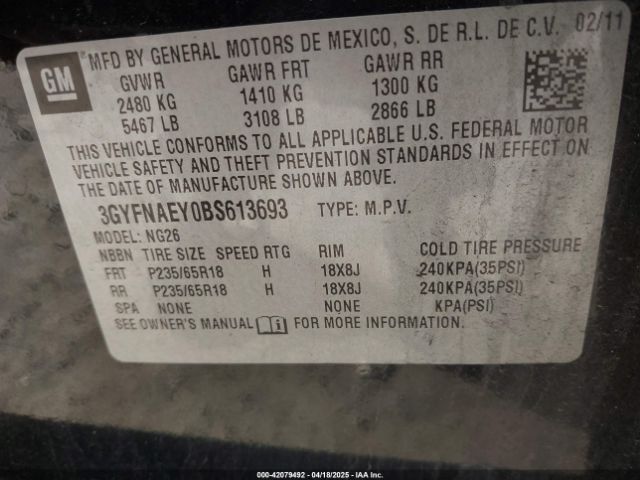 GM
MFD BY GENERAL MOTORS DE MEXICO, S. DE R.L. DE C.V. 02/11
GVWR GAWR FRT GAWR RR
2480 KG 1410 KG 1300 KG
5467 LB 3108 LB 2866 LB
THIS VEHICLE CONFORMS TO ALL APPLICABLE U.S. FEDERAL MOTOR
VEHICLE SAFETY AND THEFT PREVENTION STANDARDS IN EFFECT ON
THE DATE OF MANUFACTURE SHOWN ABOVE.
3GYFNAEY0BS613693 TYPE: M.P.V.
MODEL: NG26
NBBN TIRE SIZE SPEED RTG RIM COLD TIRE PRESSURE
FRT P235/65R18 H 18X8J 240KPA(35PSI)
RR P235/65R18 H 18X8J 240KPA(35PSI)
SPA NONE NONE KPA(PSI)
SEE OWNER'S MANUAL FOR MORE INFORMATION.
000-42079492 - 04/18/2025 - IAAI.COM